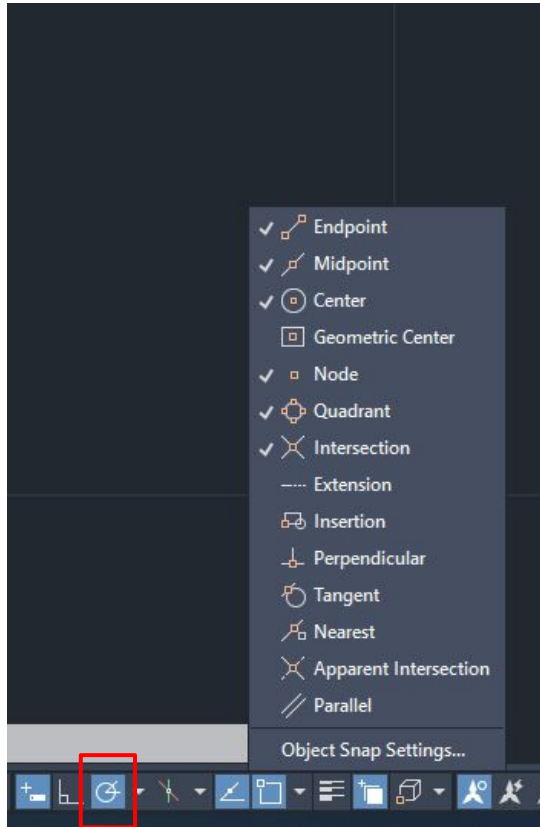 Endpoint
Midpoint
Center
Geometric Center
Node
Quadrant
Intersection
Extension
Insertion
Perpendicular
Tangent
Nearest
Apparent Intersection
Parallel
Object Snap Settings...